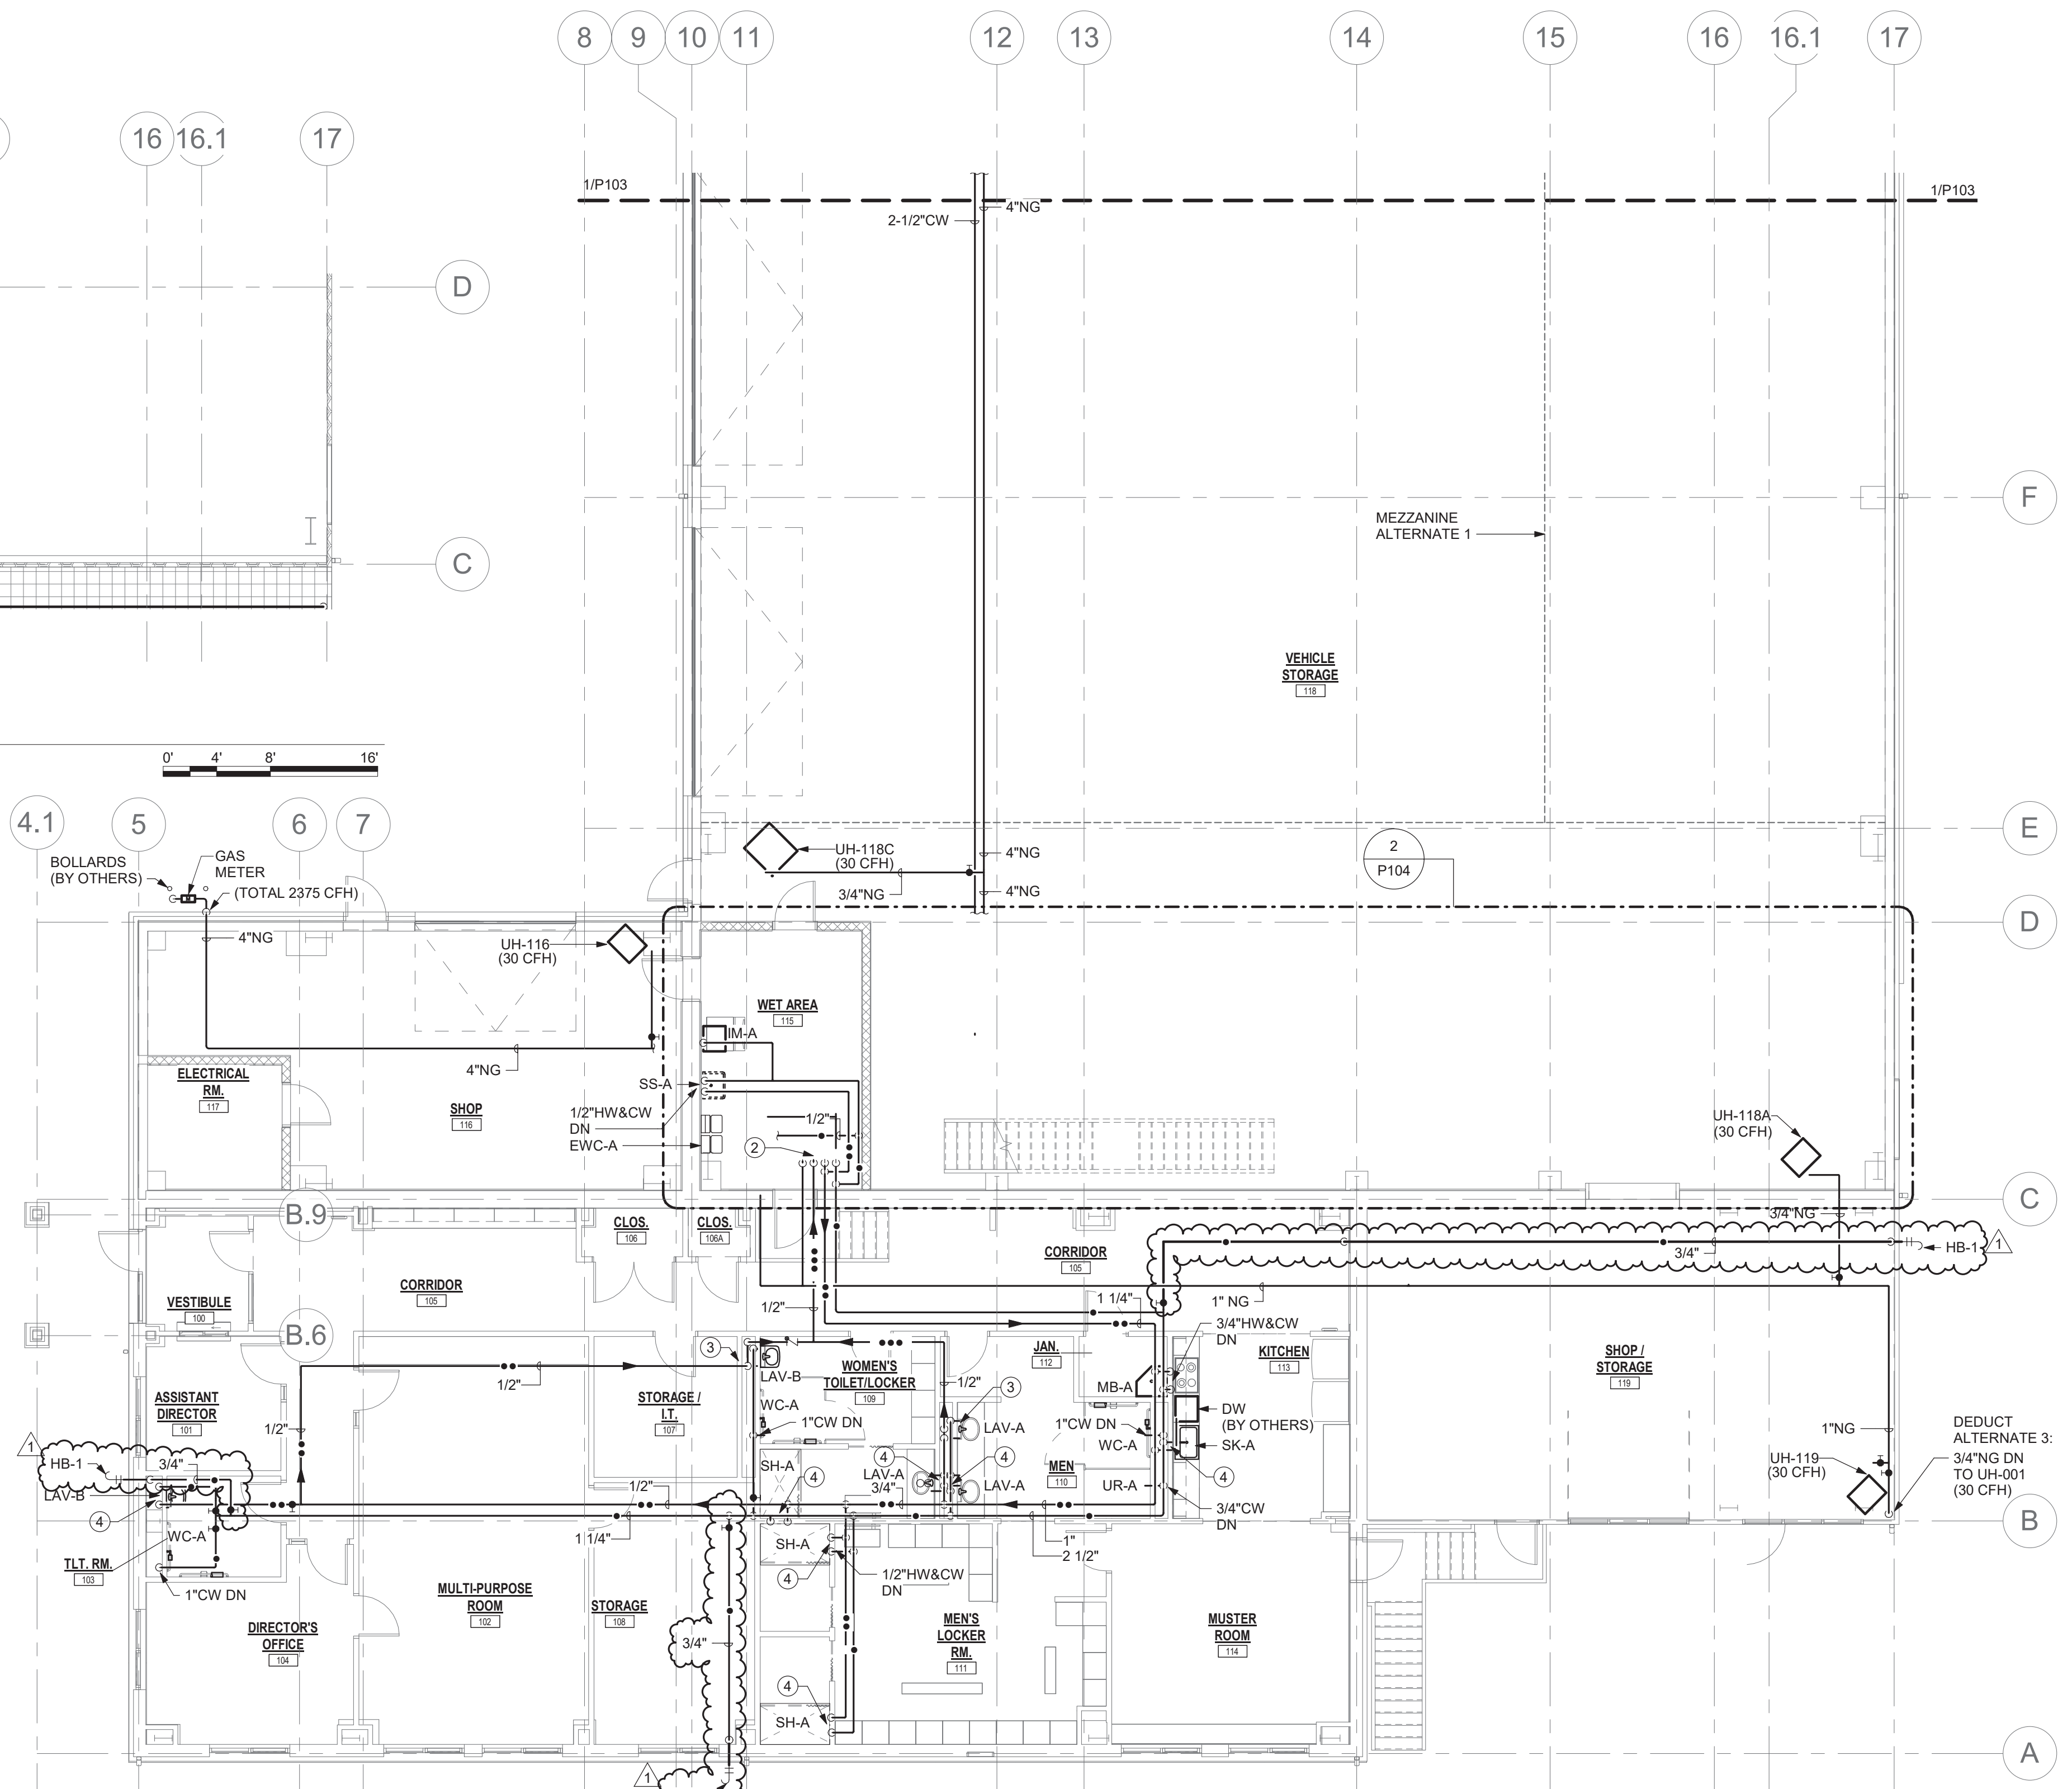 8
9
10
11
12
13
14
15
16
16.1
17
16
16.1
17
1/P103
1/P103
4"NG
2-1/2"CW
D
F
MEZZANINE
ALTERNATE 1
C
VEHICLE
STORAGE
118
0'
4'
8'
16'
4.1
5
6
7
E
BOLLARDS
(BY OTHERS)
GAS
METER
(TOTAL 2375 CFH)
M
UH-118C
(30 CFH)
3/4"NG
4"NG
4"NG
2
P104
D
4"NG
UH-116
(30 CFH)
WET AREA
115
IM-A
4"NG
ELECTRICAL
RM.
117
SHOP
116
SS-A
1/2"HW&CW
DN
EWC-A
1/2"
2
UH-118A
(30 CFH)
C
B.9
CLOS.
106
CLOS.
106A
3/4"NG
CORRIDOR
105
3/4"
HB-1
1
CORRIDOR
105
VESTIBULE
100
B.6
1/2"
1 1/4"
1" NG
3/4"HW&CW
DN
3
1/2"
LAV-B
WOMEN'S
TOILET/LOCKER
109
JAN.
112
KITCHEN
113
SHOP /
STORAGE
119
1/2"
3
MB-A
ASSISTANT
DIRECTOR
101
STORAGE /
I.T.
107
WC-A
1"CW DN
LAV-A
1"CW DN
WC-A
DW
(BY OTHERS)
SK-A
1/2"
1"NG
DEDUCT
ALTERNATE 3:
3/4"NG DN
TO UH-001
(30 CFH)
1
HB-1
3/4"
LAV-B
4
SH-A
4
4
LAV-A
3/4"
4
LAV-A
MEN
110
UR-A
4
UH-119
(30 CFH)
1/2"
3/4"CW
DN
B
WC-A
TLT. RM.
103
1"CW DN
1 1/4"
SH-A
4
4
1"
2 1/2"
1/2"HW&CW
DN
MULTI-PURPOSE
ROOM
102
STORAGE
108
DIRECTOR'S
OFFICE
104
3/4"
MEN'S
LOCKER
RM.
111
MUSTER
ROOM
114
4
SH-A
A
1